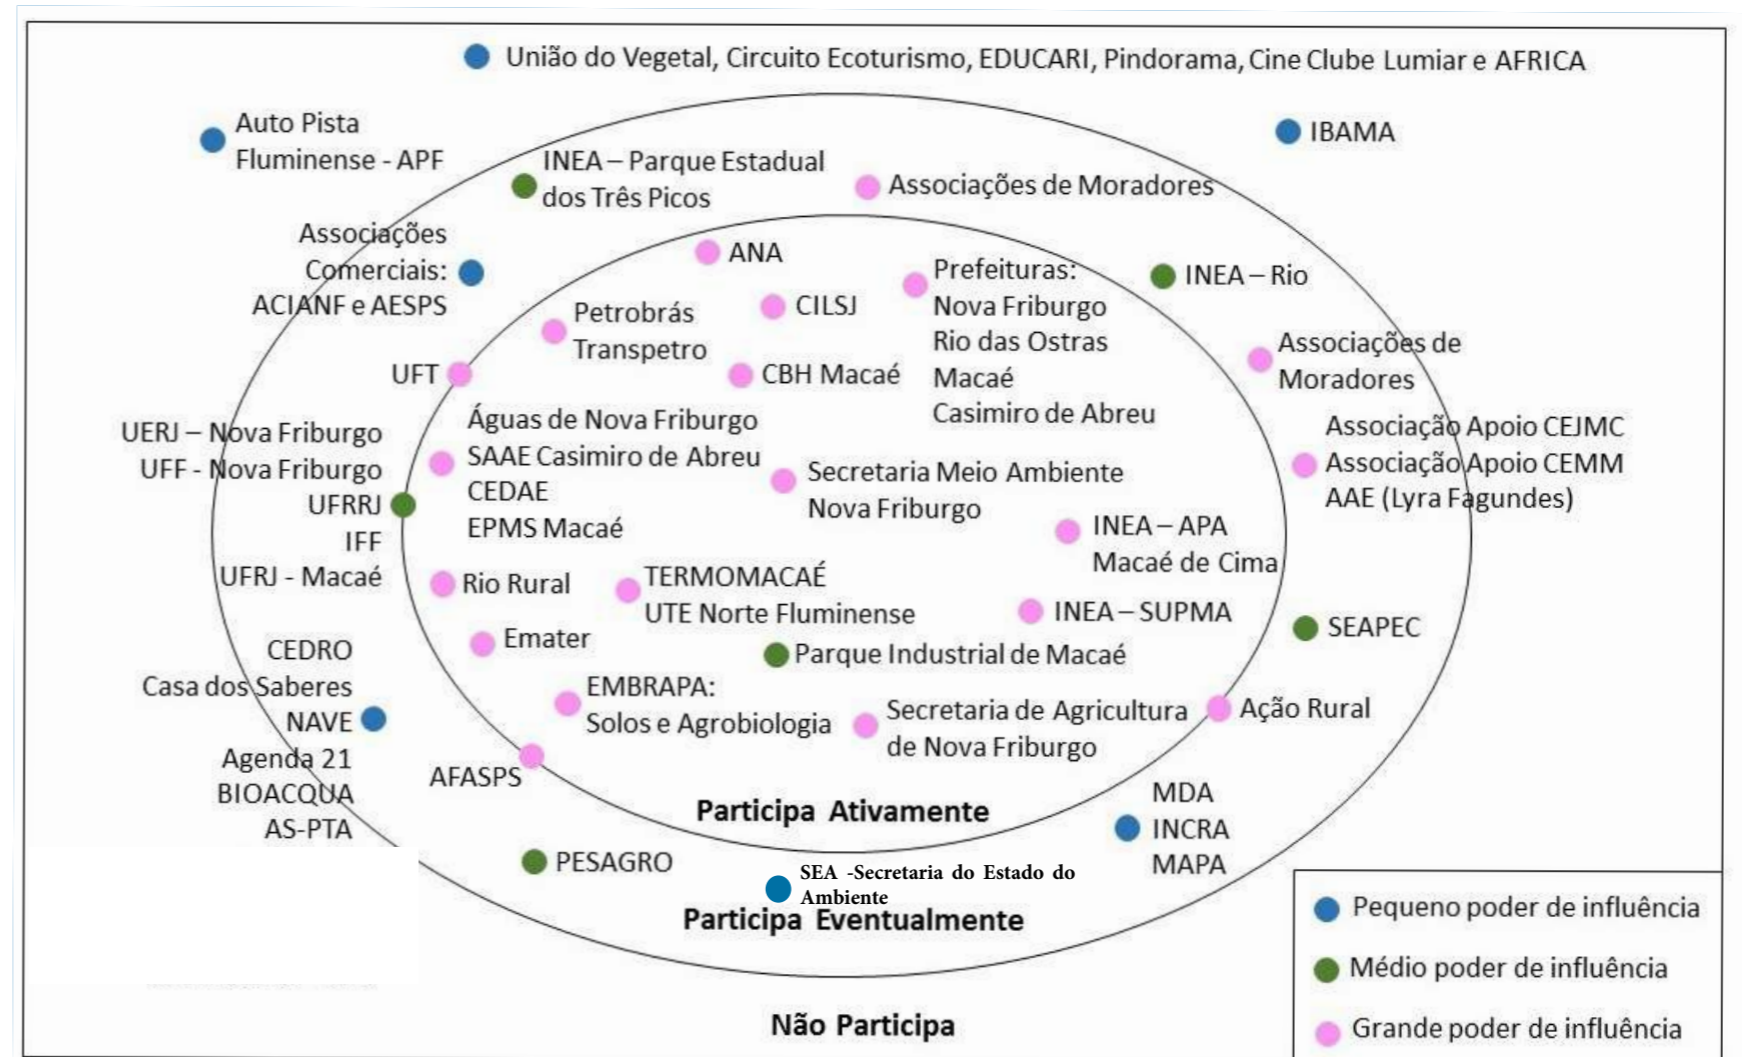 União do Vegetal, Circuito Ecoturismo, EDUCARI, Pindorama, Cine Clube Lumiar e AFRICA
Auto Pista
Fluminense - APF
IBAMA
INEA – Parque Estadual
dos Três Picos
Associações de Moradores
Associações
Comerciais:
ACIANF e AESPS
ANA
Prefeituras:
Nova Friburgo
Rio das Ostras
Macaé
Casimiro de Abreu
INEA – Rio
CILSJ
Petrobrás
Transpetro
Associações de
Moradores
UFT
CBH Macaé
UERJ – Nova Friburgo
UFF - Nova Friburgo
UFRRJ
IFF
UFRJ - Macaé
Águas de Nova Friburgo
SAAE Casimiro de Abreu
CEDAE
EPMS Macaé
Secretaria Meio Ambiente
Nova Friburgo
Associação Apoio CEJMC
Associação Apoio CEMM
AAE (Lyra Fagundes)
INEA – APA
Macaé de Cima
Rio Rural
TERMOMACAÉ
UTE Norte Fluminense
INEA – SUPMA
SEAPEC
Emater
Parque Industrial de Macaé
CEDRO
Casa dos Saberes
NAVE
Agenda 21
BIOACQUA
AS-PTA
EMBRAPA:
Solos e Agrobiologia
Secretaria de Agricultura
de Nova Friburgo
Ação Rural
AFASPS
Participa Ativamente
MDA
INCRA
MAPA
PESAGRO
SEA -Secretaria do Estado do
Ambiente
Participa Eventualmente
Não Participa
Pequeno poder de influência
Médio poder de influência
Grande poder de influência